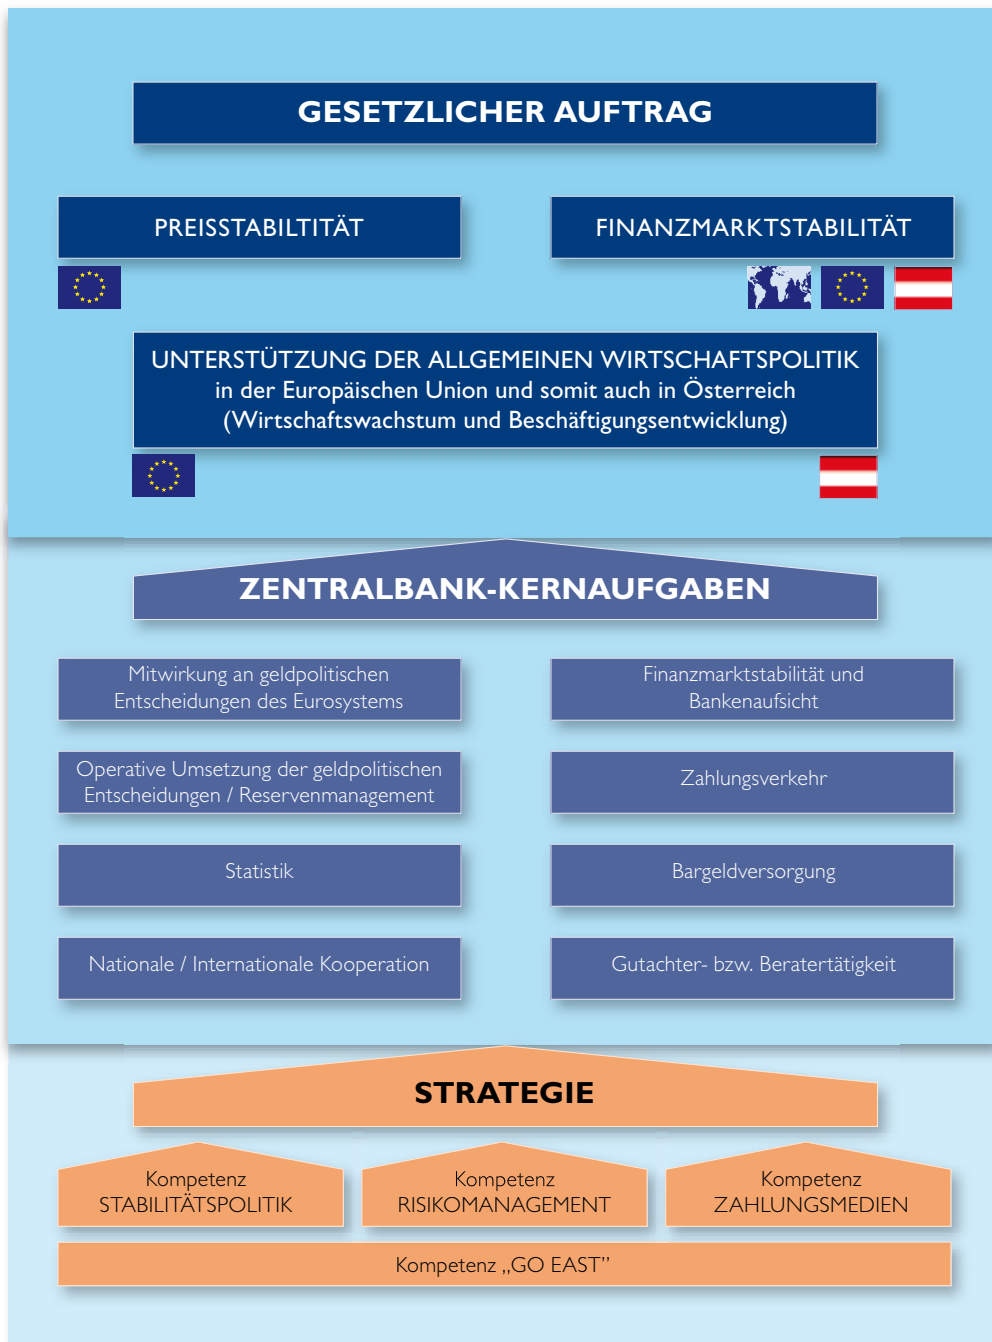 GESETZLICHER AUFTRAG
PREISSTABILTITÄT
FINANZMARKTSTABILITÄT
UNTERSTÜTZUNG DER ALLGEMEINEN WIRTSCHAFTSPOLITIK
in der Europäischen Union und somit auch in Österreich
(Wirtschaftswachstum und Beschäftigungsentwicklung)
ZENTRALBANK-KERNAUFGABEN
Mitwirkung an geldpolitischen
Entscheidungen des Eurosystems
Finanzmarktstabilität und
Bankenaufsicht
Operative Umsetzung der geldpolitischen
Entscheidungen / Reservenmanagement
Zahlungsverkehr
Statistik
Bargeldversorgung
Nationale / Internationale Kooperation
Gutachter- bzw. Beratertätigkeit
STRATEGIE
Kompetenz
STABILITÄTSPOLITIK
Kompetenz
RISIKOMANAGEMENT
Kompetenz
ZAHLUNGSMEDIEN
Kompetenz „GO EAST”